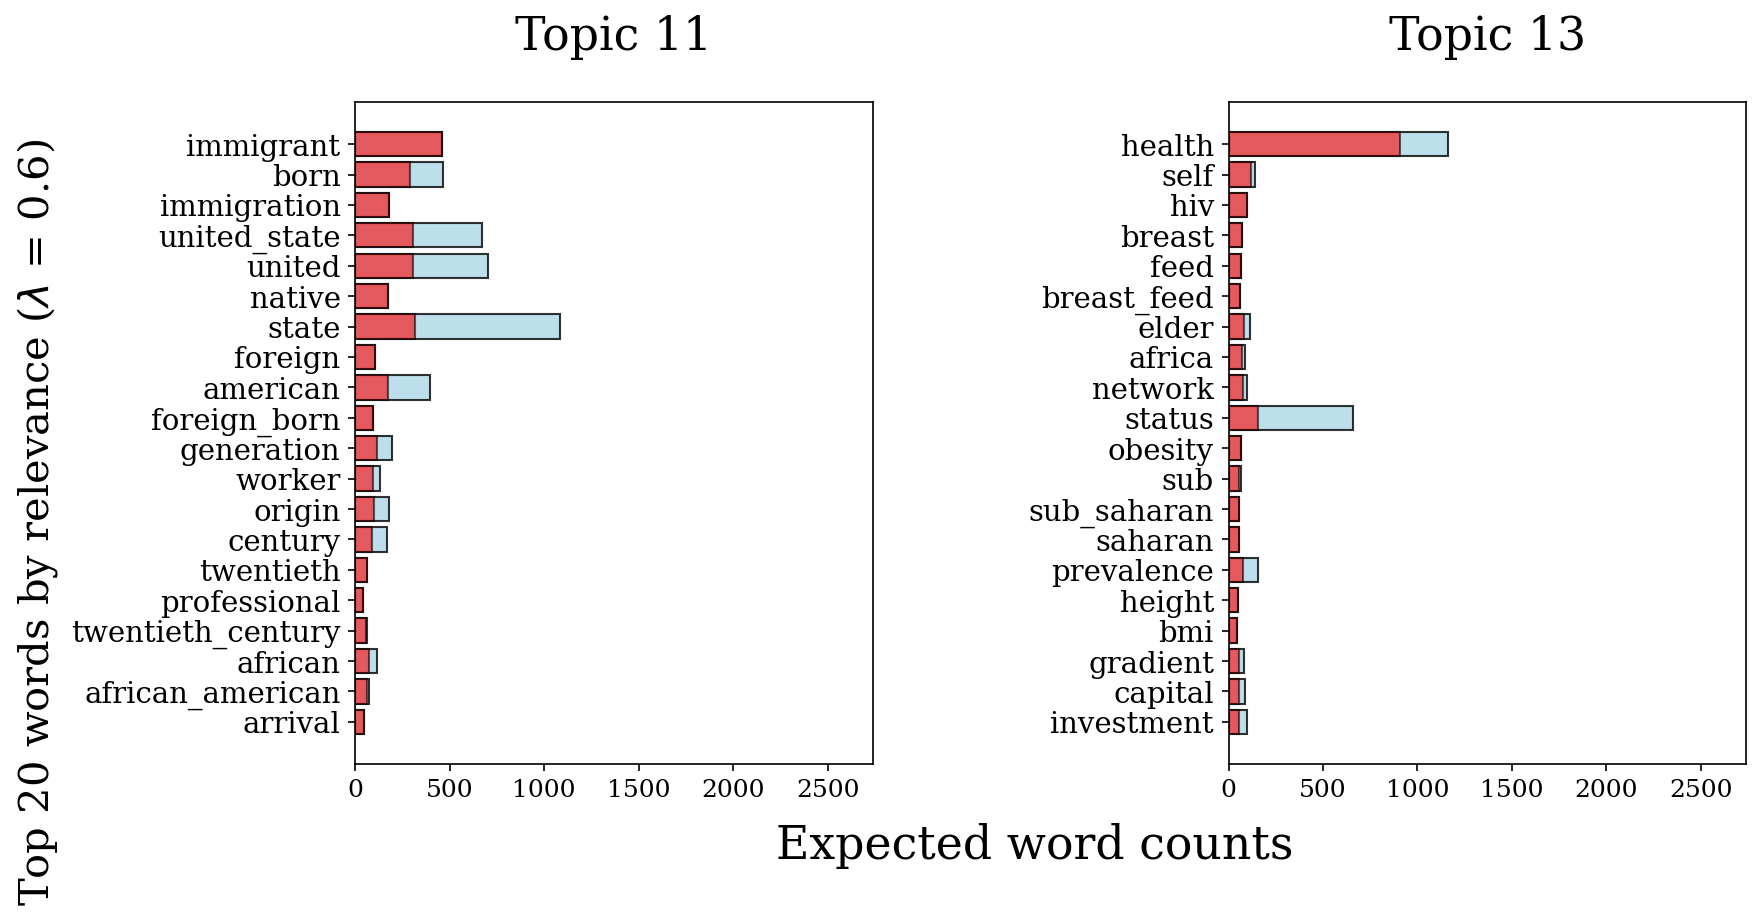 Topic 11
Topic 13
Top 20 words by relevance (λ = 0.6)
immigrant
born
immigration
united_state
united
native
state
foreign
american
foreign_born
generation
worker
origin
century
twentieth
professional
twentieth_century
african
african_american
arrival
0 500 1000 1500 2000 2500
health
self
hiv
breast
feed
breast_feed
elder
africa
network
status
obesity
sub
sub_saharan
saharan
prevalence
height
bmi
gradient
capital
investment
0 500 1000 1500 2000 2500
Expected word counts